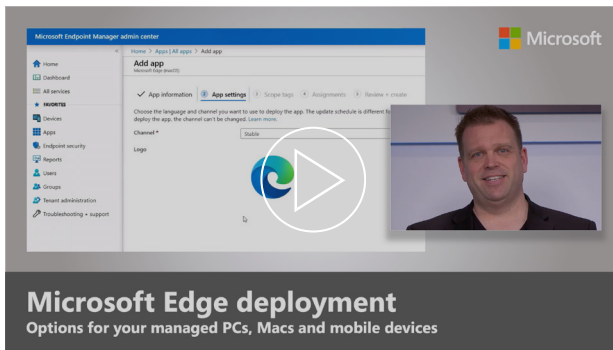 Microsoft Endpoint Manager admin center
Microsoft
«
Home > Apps | All apps > Add app
Home
Dashboard
All services
FAVORITES
Devices
Apps
Endpoint security
Reports
Users
Groups
Tenant administration
Troubleshooting + support
Add app
Microsoft Edge (macOS)
App information
2 App settings
3 Scope tags
4 Assignments
5 Review + create
Choose the language and channel you want to use to deploy the app. The update schedule is different fo
deploy the app, the channel can't be changed. Learn more.
Channel *
Stable
Logo
Microsoft Edge deployment
Options for your managed PCs, Macs and mobile devices